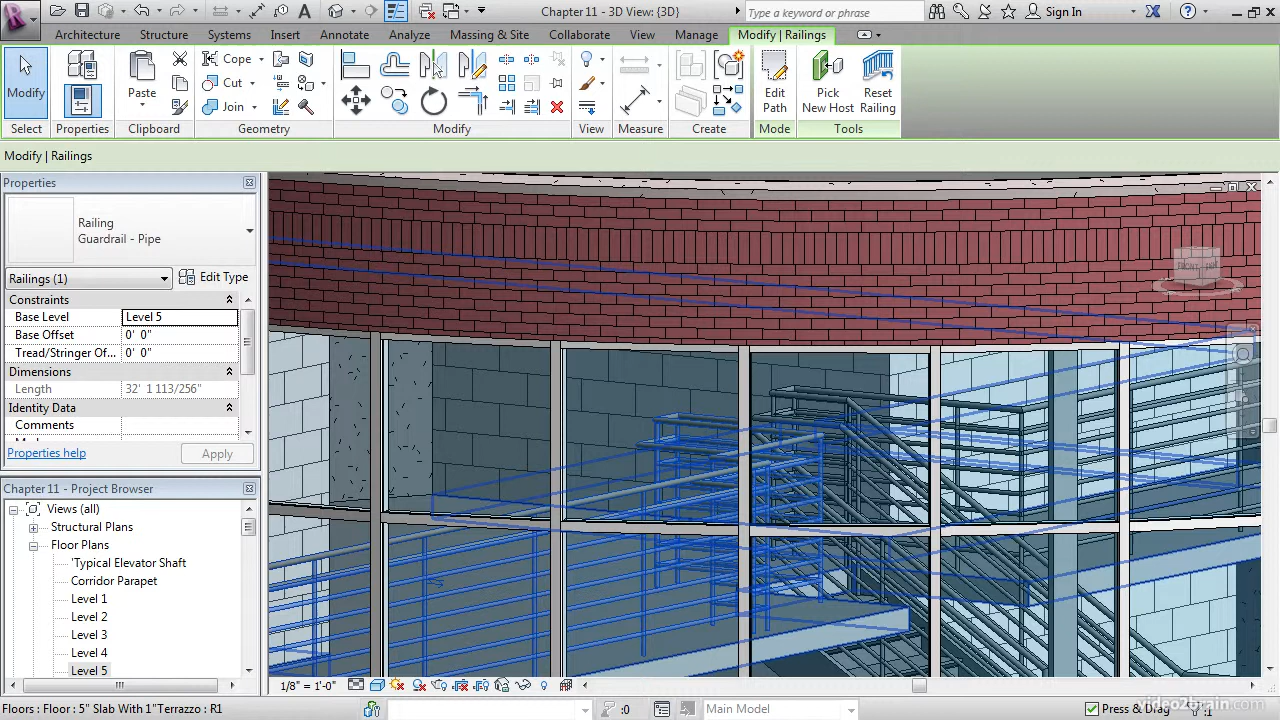 Chapter 11 - 3D View: {3D}
Type a keyword or phrase
Sign In
Architecture
Structure
Systems
Insert
Annotate
Analyze
Massing & Site
Collaborate
View
Manage
Modify | Railings
Modify
Paste
Cope
Cut
Join
Edit
Path
Pick
New Host
Reset
Railing
Select
Properties
Clipboard
Geometry
Modify
View
Measure
Create
Mode
Tools
Modify | Railings
Properties
Railing
Guardrail - Pipe
Railings (1)
Edit Type
Constraints
Base Level
Level 5
Base Offset
0' 0"
Tread/Stringer Of...
0' 0"
Dimensions
Length
32' 1 113/256"
Identity Data
Comments
Properties help
Apply
Chapter 11 - Project Browser
Views (all)
Structural Plans
Floor Plans
'Typical Elevator Shaft
Corridor Parapet
Level 1
Level 2
Level 3
Level 4
Level 5
FRONT
1/8" = 1'-0"
Floors : Floor : 5" Slab With 1"Terrazzo : R1
:0
Main Model
Press & Drag
:1
video2brain.com